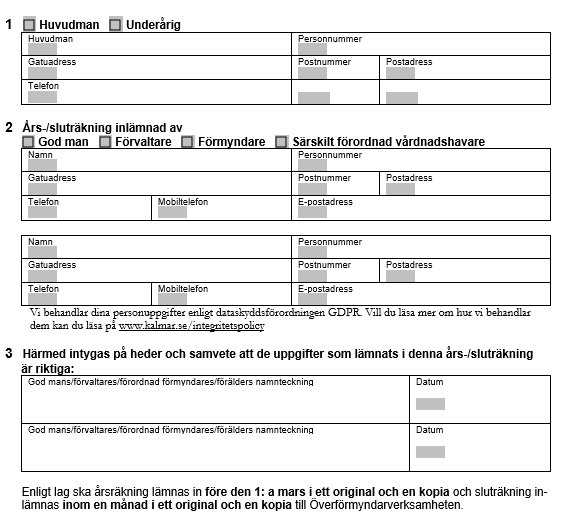 1 Huvudman Underårig
Huvudman Personnummer
Gatuadress Postnummer Postadress
Telefon
2 Års-/sluträkning inlämnad av
God man Förvaltare Förmyndare Särskilt förordnad vårdnadshavare
Namn Personnummer
Gatuadress Postnummer Postadress
Telefon Mobiltelefon E-postadress
Namn Personnummer
Gatuadress Postnummer Postadress
Telefon Mobiltelefon E-postadress
Vi behandlar dina personuppgifter enligt dataskyddsförordningen GDPR. Vill du läsa mer om hur vi behandlar
dem kan du läsa på www.kalmar.se/integritetspolicy
3 Härmed intygas på heder och samvete att de uppgifter som lämnats i denna års-/sluträkning
är riktiga:
God mans/förvaltares/förordnad förmyndares/förälders namnteckning Datum
God mans/förvaltares/förordnad förmyndares/förälders namnteckning Datum
Enligt lag ska årsräkning lämnas in före den 1: a mars i ett original och en kopia och sluträkning in-
lämnas inom en månad i ett original och en kopia till Överförmyndarverksamheten.